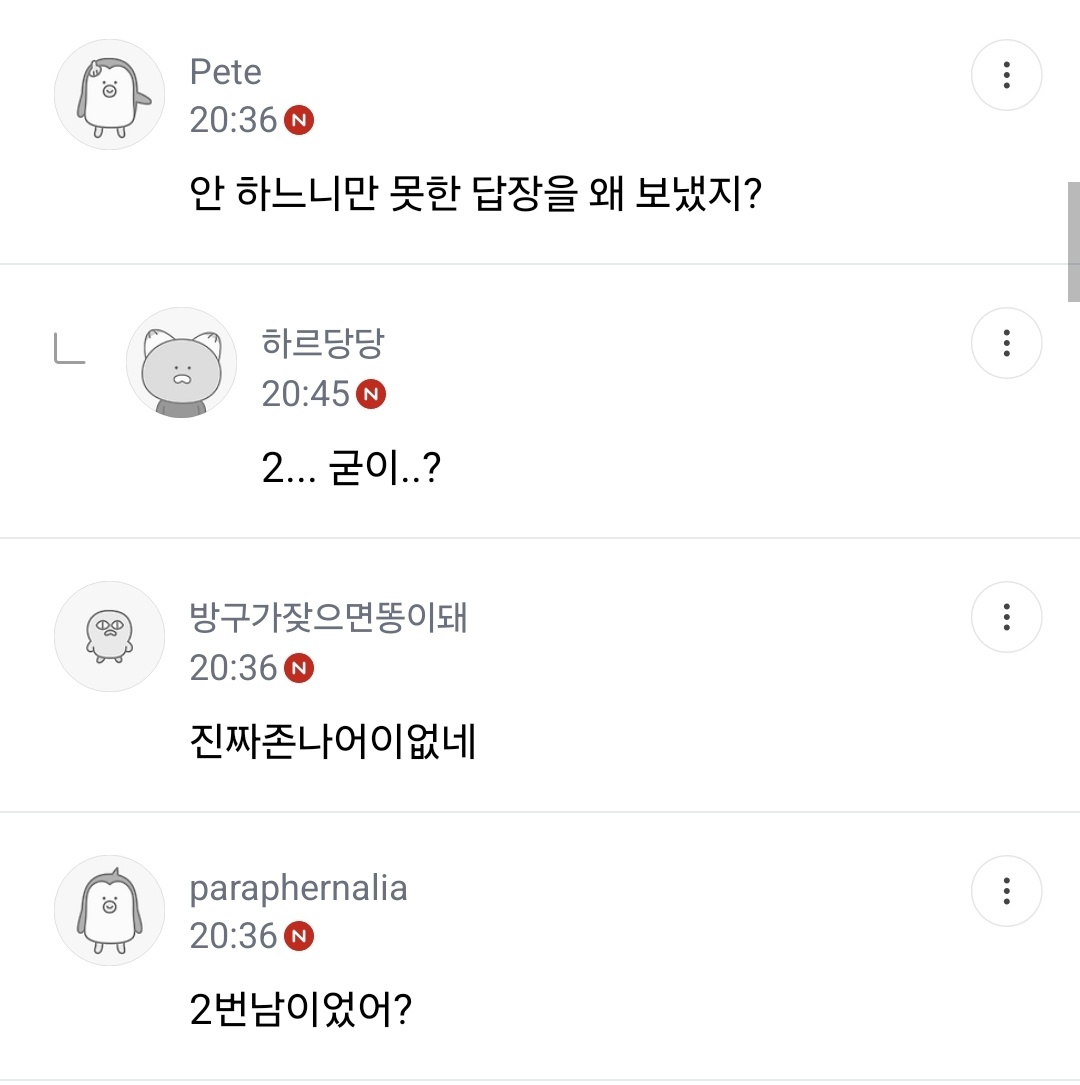 Pete
20:36 N
안 하느니만 못한 답장을 왜 보냈지?
하르당당
20:45 N
2... 굳이..?
방구가잦으면똥이돼
20:36 N
진짜존나어이없네
paraphernalia
20:36 N
2번남이었어?